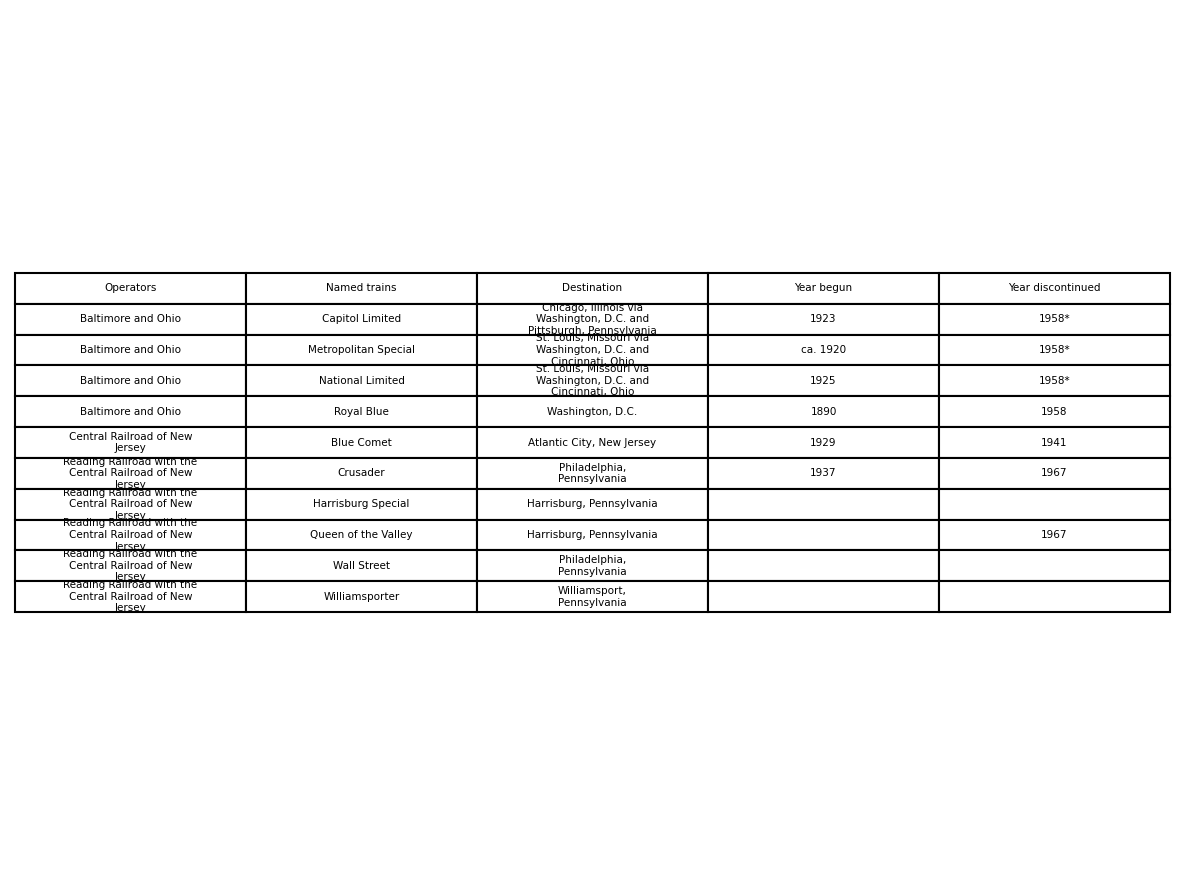 Operators Named trains Destination Year begun Year discontinued
Baltimore and Ohio Capitol Limited Chicago, Illinois via
Washington, D.C. and
Pittsburgh, Pennsylvania 1923 1958*
Baltimore and Ohio Metropolitan Special St. Louis, Missouri via
Washington, D.C. and
Cincinnati, Ohio ca. 1920 1958*
Baltimore and Ohio National Limited St. Louis, Missouri via
Washington, D.C. and
Cincinnati, Ohio 1925 1958*
Baltimore and Ohio Royal Blue Washington, D.C. 1890 1958
Central Railroad of New
Jersey Blue Comet Atlantic City, New Jersey 1929 1941
Reading Railroad with the
Central Railroad of New
Jersey Crusader Philadelphia,
Pennsylvania 1937 1967
Reading Railroad with the
Central Railroad of New
Jersey Harrisburg Special Harrisburg, Pennsylvania
Reading Railroad with the
Central Railroad of New
Jersey Queen of the Valley Harrisburg, Pennsylvania 1967
Reading Railroad with the
Central Railroad of New
Jersey Wall Street Philadelphia,
Pennsylvania
Reading Railroad with the
Central Railroad of New
Jersey Williamsporter Williamsport,
Pennsylvania